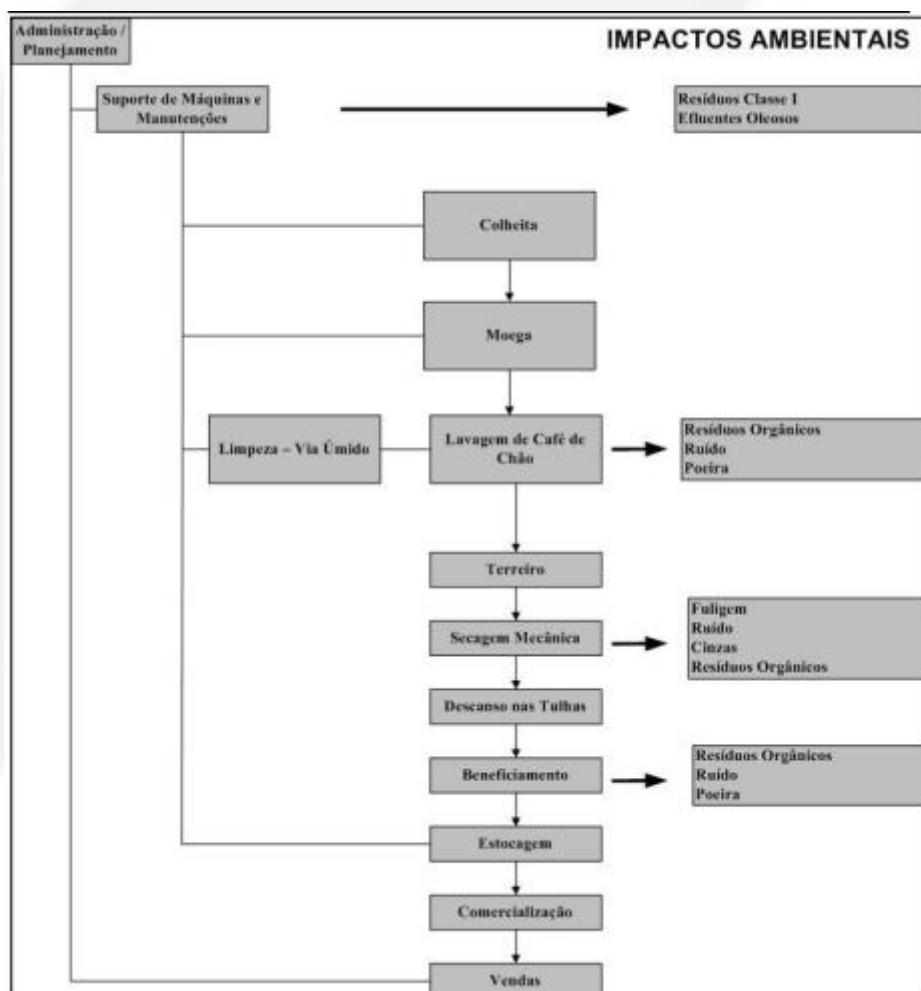 Administração /
Planejamento
IMPACTOS AMBIENTAIS
Suporte de Máquinas e
Manutenções
Resíduos Classe I
Efluentes Oleosos
Colheita
Moega
Limpeza – Via Úmido
Lavagem de Café de
Chão
Resíduos Orgânicos
Ruído
Poeira
Terreiro
Secagem Mecânica
Fuligem
Ruído
Cinzas
Resíduos Orgânicos
Descanso nas Tulhas
Beneficiamento
Resíduos Orgânicos
Ruído
Poeira
Estocagem
Comercialização
Vendas